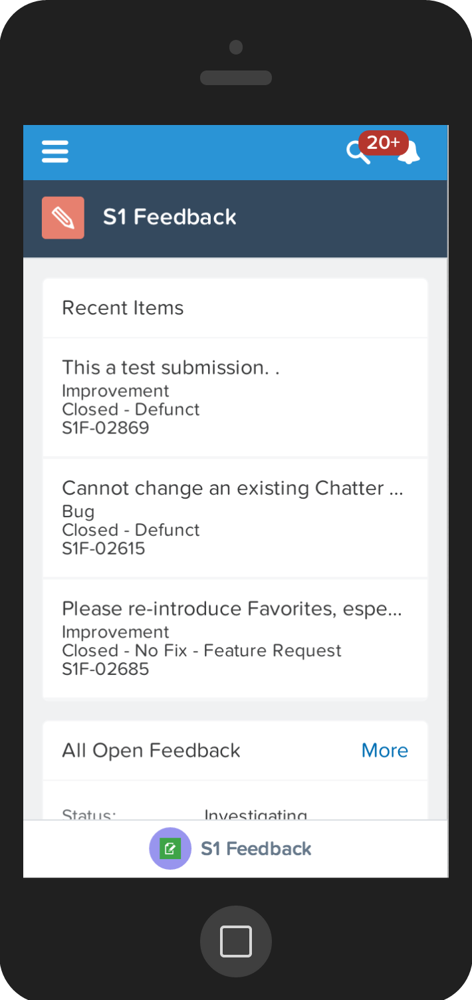 20+
S1 Feedback
Recent Items
This a test submission. .
Improvement
Closed - Defunct
S1F-02869
Cannot change an existing Chatter ...
Bug
Closed - Defunct
S1F-02615
Please re-introduce Favorites, espe...
Improvement
Closed - No Fix - Feature Request
S1F-02685
All Open Feedback More
Status: Investigating
S1 Feedback